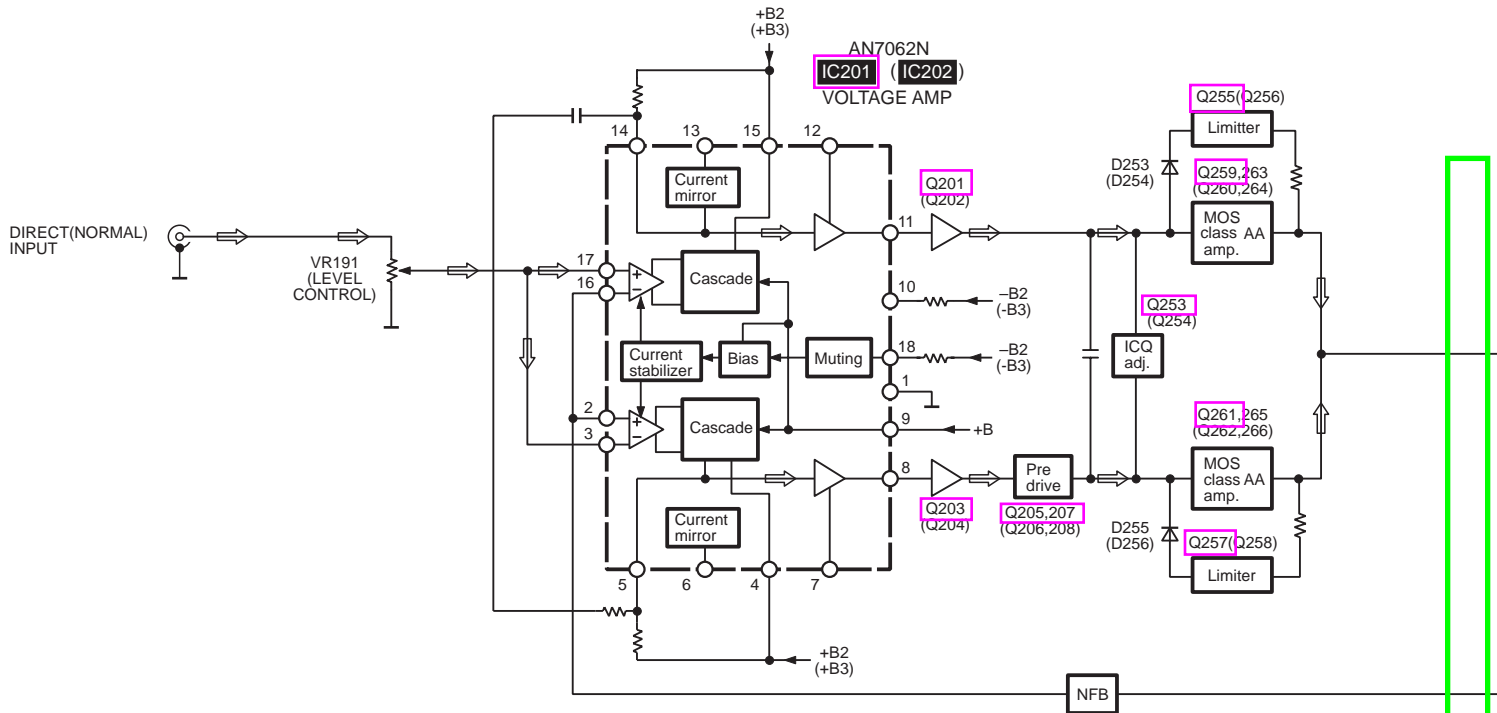 +B2
(+B3)
AN7062N
IC201 (IC202)
VOLTAGE AMP
Q255(Q256)
Limitter
14
13
15
12
D253
(D254)
Q259,263
(Q260,264)
Current
mirror
Q201
(Q202)
MOS
class AA
amp.
DIRECT(NORMAL)
INPUT
11
VR191
(LEVEL
CONTROL)
17
16
+
−
Cascade
10
–B2
(-B3)
Q253
(Q254)
ICQ
adj.
Current
stabilizer
Bias
Muting
18
–B2
(-B3)
1
2
3
+
−
Cascade
9
+B
Q261,265
(Q262,266)
MOS
class AA
amp.
8
Pre
drive
Q203
(Q204)
Q205,207
(Q206,208)
Current
mirror
D255
(D256)
Q257(Q258)
Limiter
5
6
4
7
+B2
(+B3)
NFB